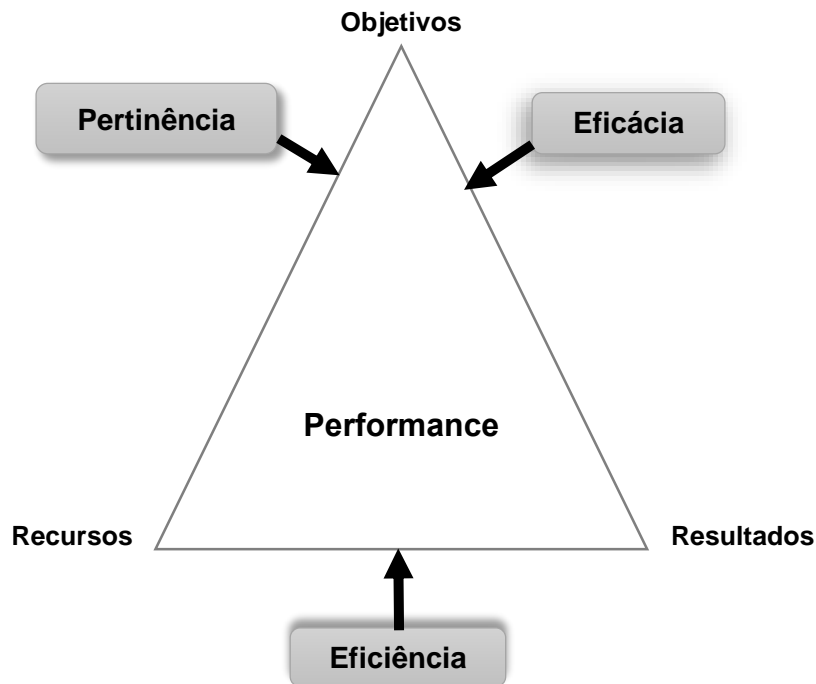 Objetivos
Pertinência
Eficácia
Performance
Recursos
Resultados
Eficiência